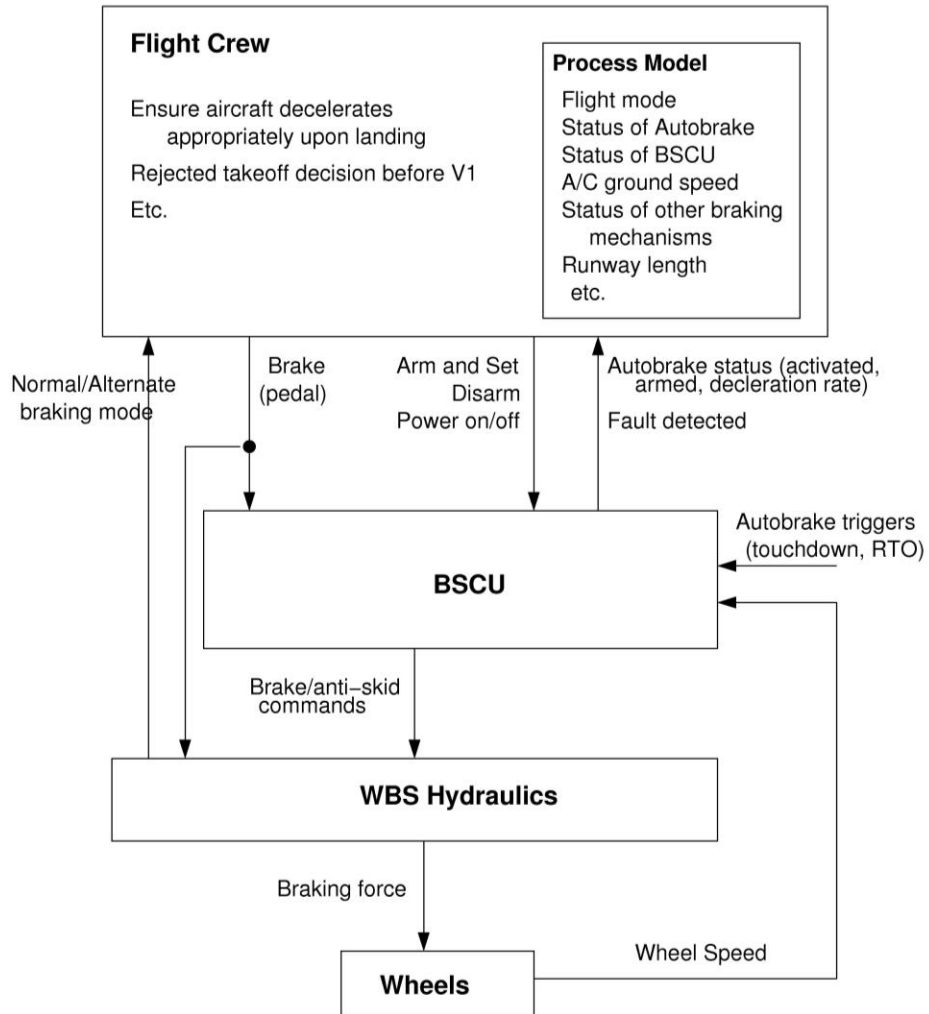 Flight Crew
Ensure aircraft decelerates
appropriately upon landing
Rejected takeoff decision before V1
Etc.
Process Model
Flight mode
Status of Autobrake
Status of BSCU
A/C ground speed
Status of other braking
mechanisms
Runway length
etc.
Normal/Alternate
braking mode
Brake
(pedal)
Arm and Set
Disarm
Power on/off
Autobrake status (activated,
armed, decleration rate)
Fault detected
Autobrake triggers
(touchdown, RTO)
BSCU
Brake/anti−skid
commands
WBS Hydraulics
Braking force
Wheel Speed
Wheels